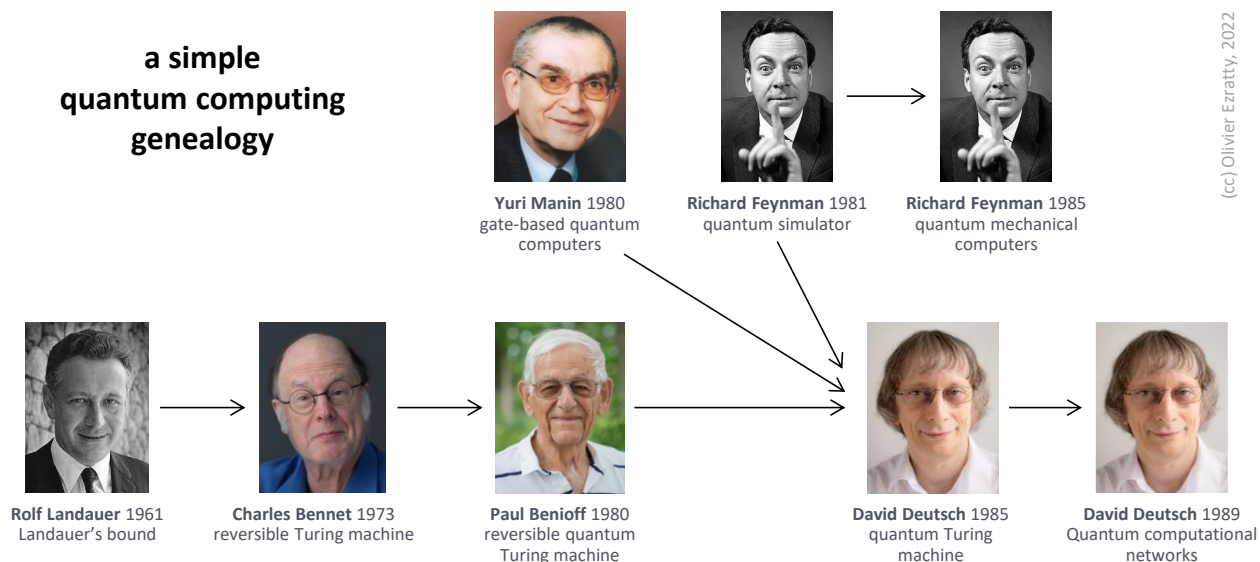 a simple
quantum computing
genealogy
(cc) Olivier Ezratty, 2022
Yuri Manin 1980
gate-based quantum
computers
Richard Feynman 1981
quantum simulator
Richard Feynman 1985
quantum mechanical
computers
Rolf Landauer 1961
Landauer’s bound
Charles Bennet 1973
reversible Turing machine
Paul Benioff 1980
reversible quantum
Turing machine
David Deutsch 1985
quantum Turing
machine
David Deutsch 1989
Quantum computational
networks